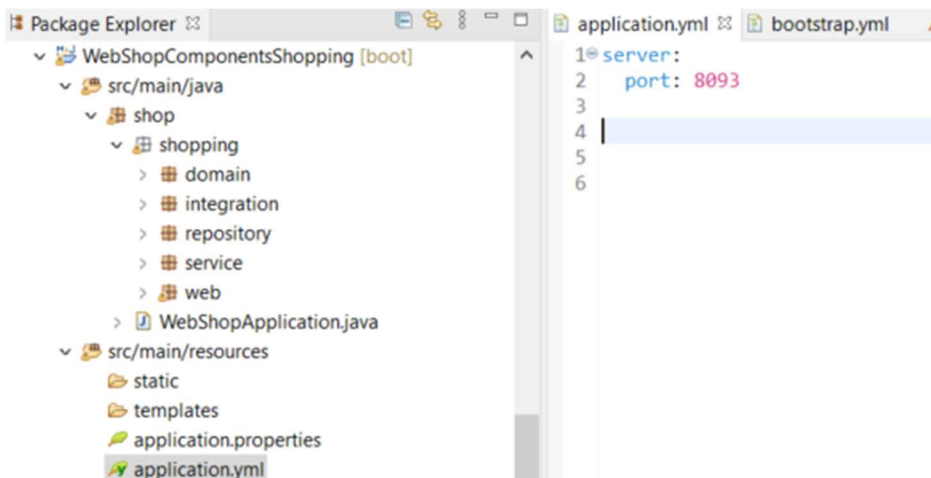 Package Explorer
WebShopComponentsShopping [boot]
src/main/java
shop
shopping
domain
integration
repository
service
web
WebShopApplication.java
src/main/resources
static
templates
application.properties
application.yml
application.yml
bootstrap.yml
1 server:
2 port: 8093
3
4
5
6